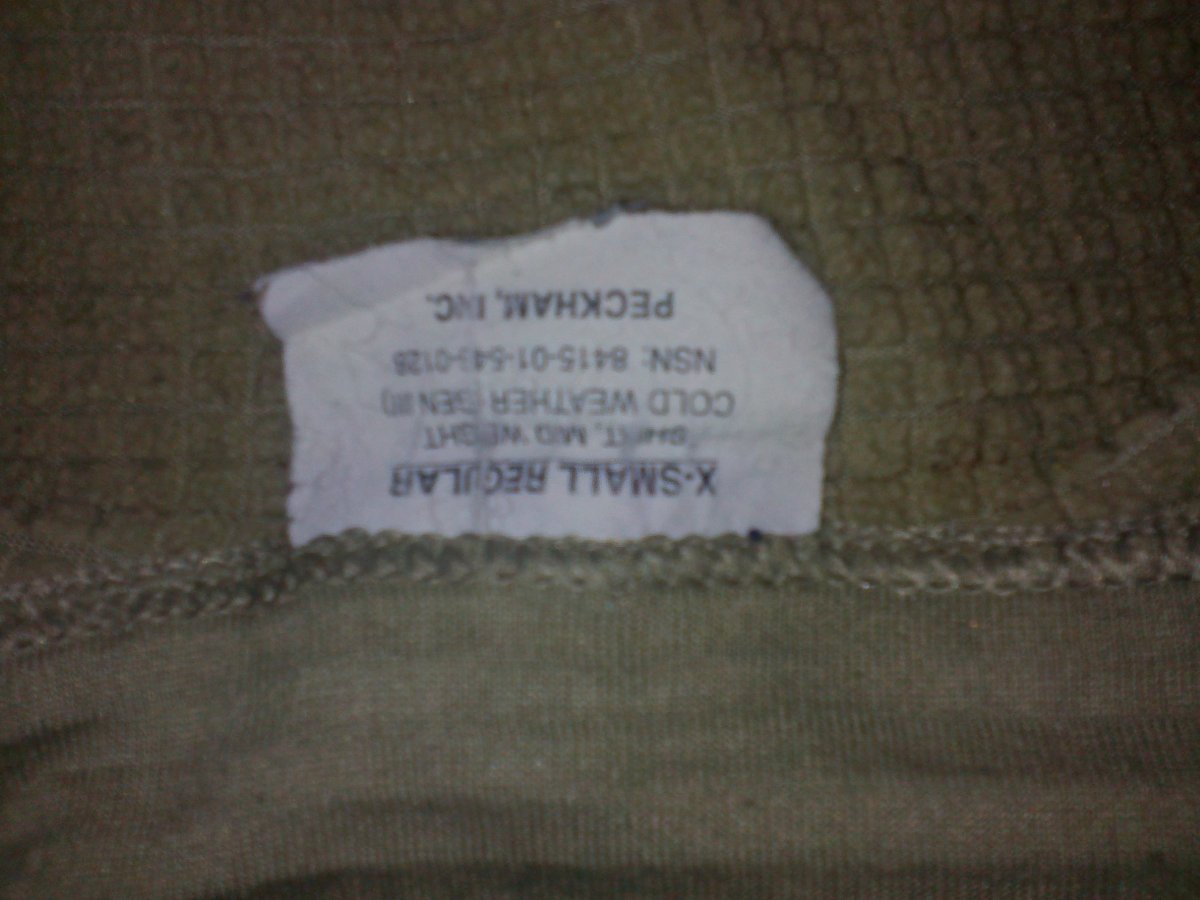 X-SMALL REGULAR
SHIRT, MID WEIGHT
COLD WEATHER (GEN III)
NSN: 8415-01-543-0128
PECKHAM, INC.